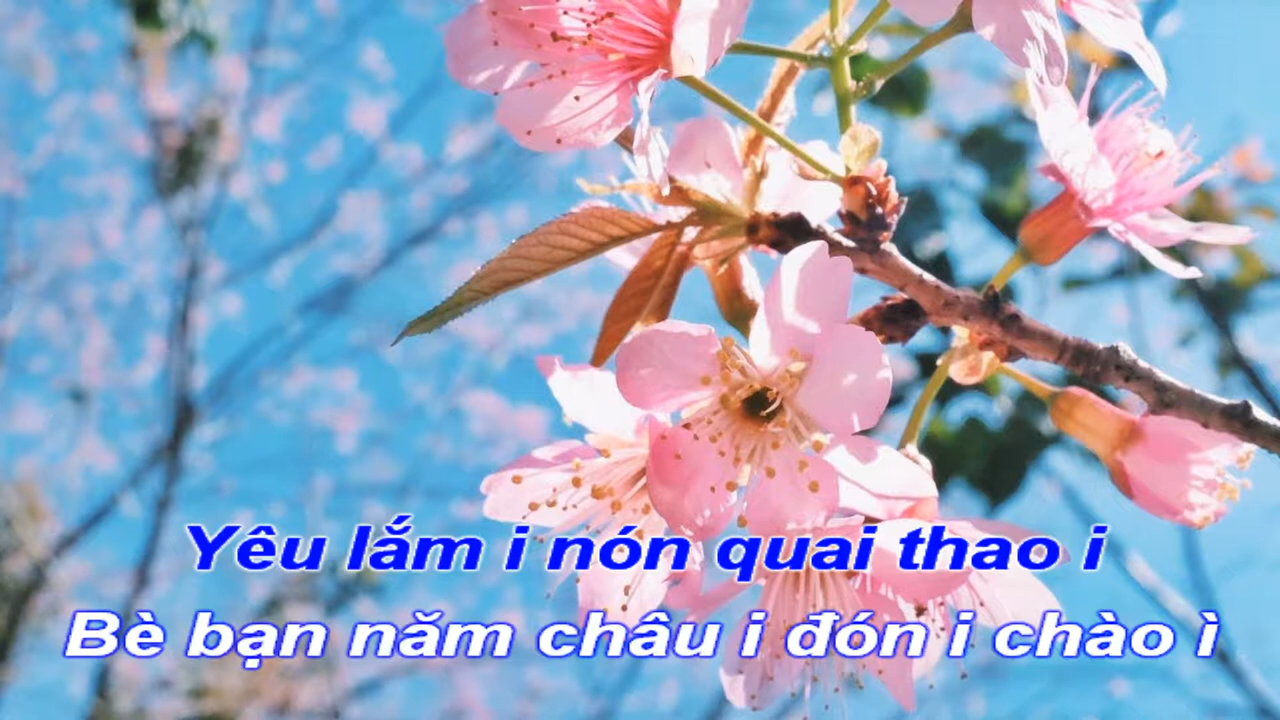 Yêu lắm i nón quai thao i
Bè bạn năm châu i đón i chào ì